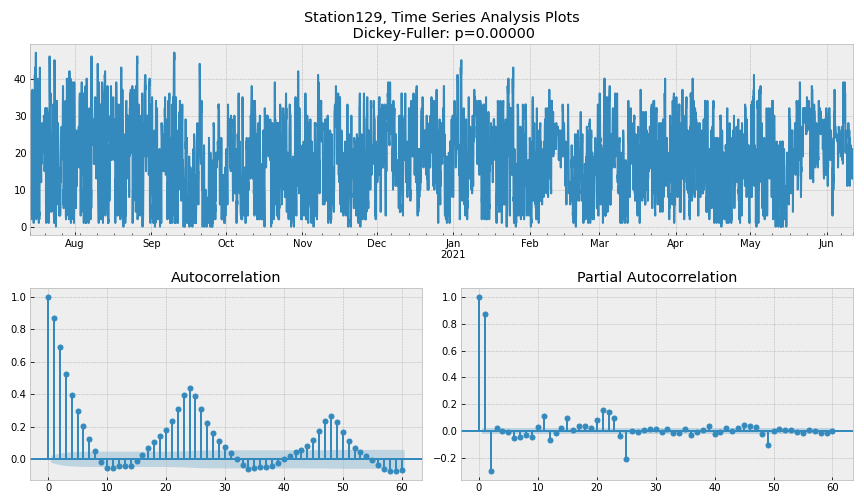 Station129, Time Series Analysis Plots
Dickey-Fuller: p=0.00000
40
30
20
10
0
Aug Sep Oct Nov Dec Jan Feb Mar Apr May Jun
2021
Autocorrelation
1.0
0.8
0.6
0.4
0.2
0.0
0 10 20 30 40 50 60
Partial Autocorrelation
1.0
0.8
0.6
0.4
0.2
0.0
−0.2
0 10 20 30 40 50 60